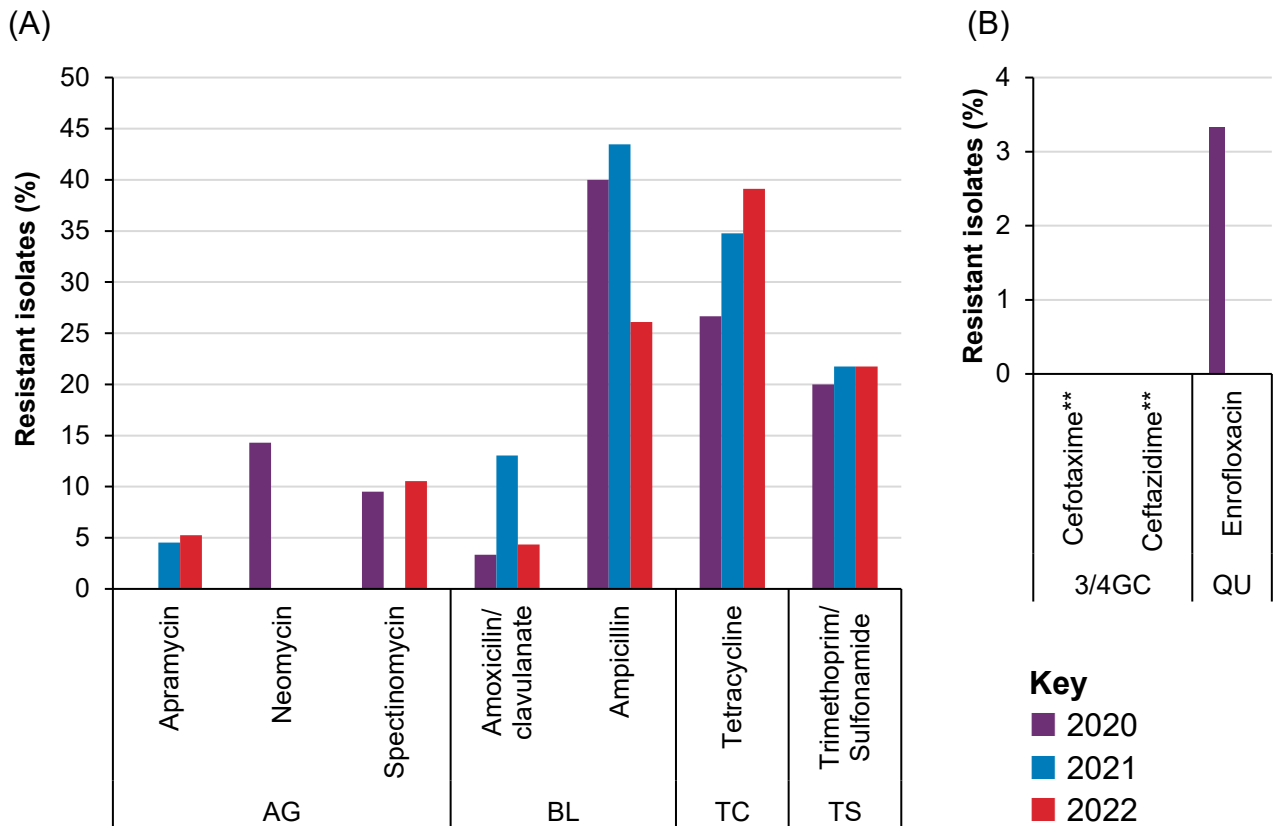 (A)
Resistant isolates (%)
50
45
40
35
30
25
20
15
10
5
0
Apramycin
Neomycin
Spectinomycin
Amoxicilin/
clavulanate
Ampicillin
Tetracycline
Trimethoprim/
Sulfonamide
AG
BL
TC
TS
(B)
Resistant isolates (%)
4
3
2
1
0
Cefotaxime**
Ceftazidime**
Enrofloxacin
3/4GC
QU
Key
2020
2021
2022